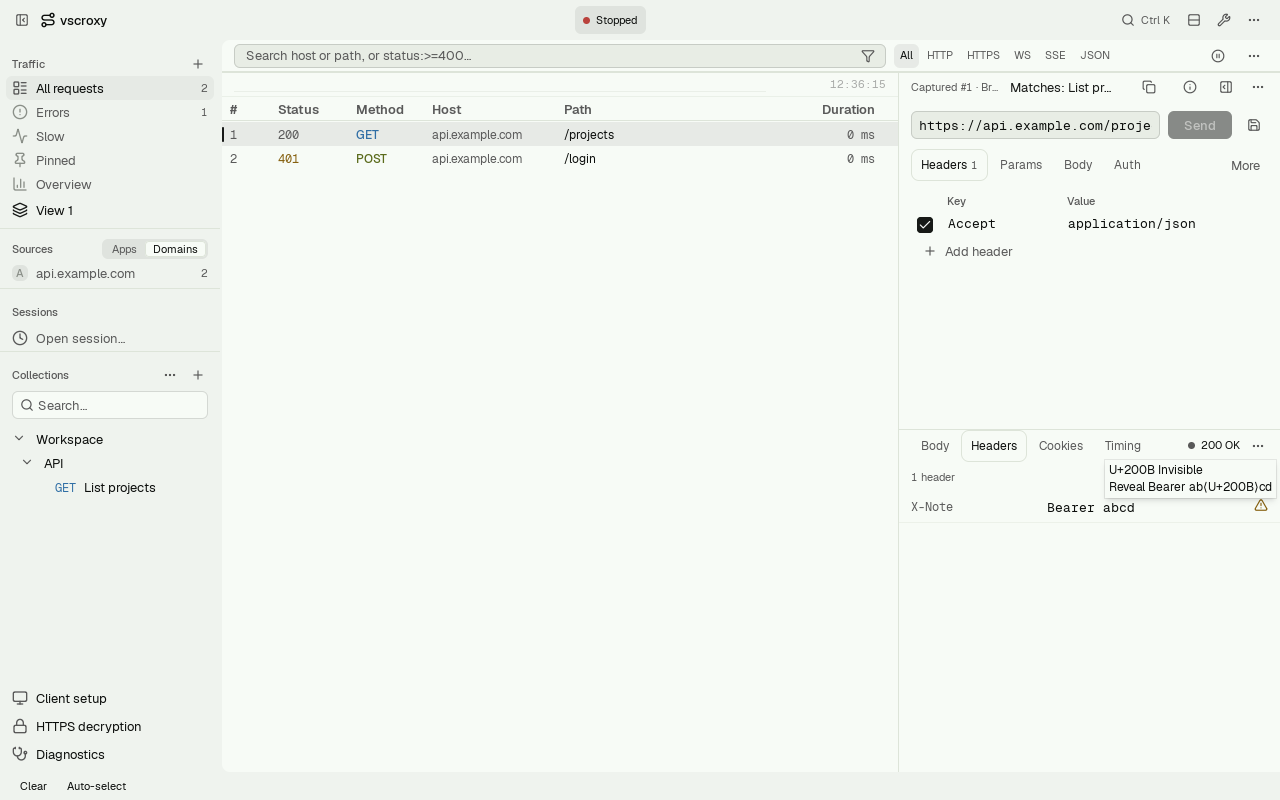 vscroxy
Stopped
Ctrl K
Traffic
All requests 2
Errors 1
Slow
Pinned
Overview
View 1
Sources Apps Domains
A api.example.com 2
Sessions
Open session…
Collections
Search…
Workspace
API
GET List projects
Client setup
HTTPS decryption
Diagnostics
Clear Auto-select
Search host or path, or status:>=400…
All HTTP HTTPS WS SSE JSON
12:36:15
# Status Method Host Path Duration
1 200 GET api.example.com /projects 0 ms
2 401 POST api.example.com /login 0 ms
Captured #1 · Br… Matches: List pr…
https://api.example.com/proje Send
Headers 1 Params Body Auth More
Key Value
Accept application/json
Add header
Body Headers Cookies Timing 200 OK
1 header
U+200B Invisible
Reveal Bearer ab(U+200B)cd
X-Note Bearer abcd